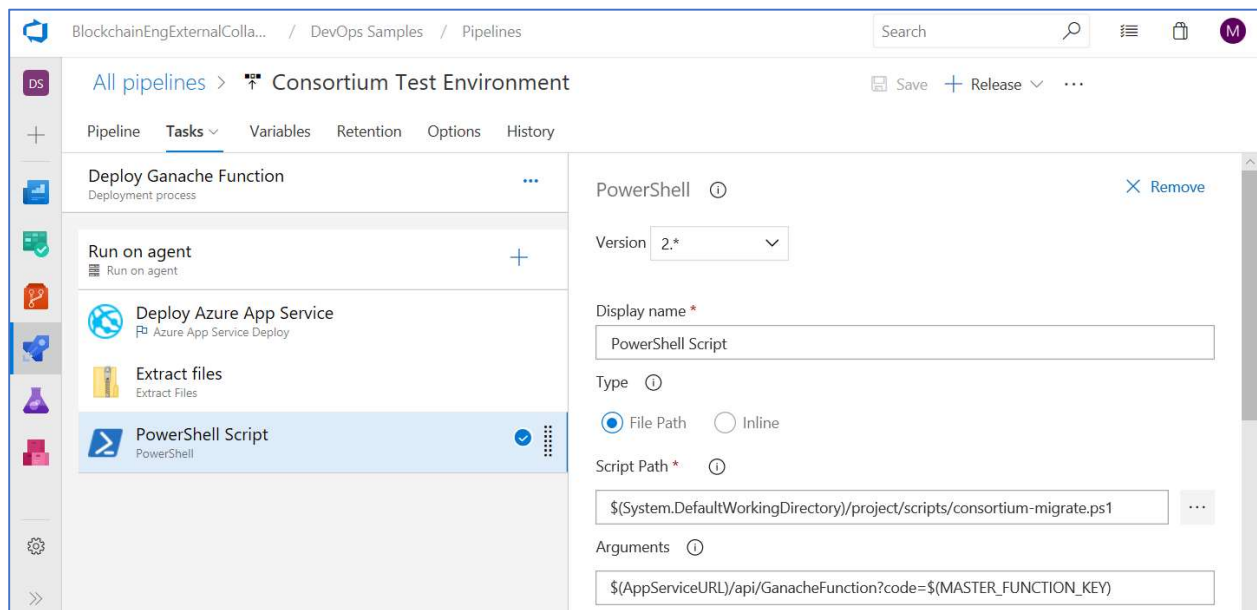 BlockchainEngExternalColla... / DevOps Samples / Pipelines
Search
M
DS
All pipelines > Consortium Test Environment
Save + Release ...
Pipeline Tasks Variables Retention Options History
Deploy Ganache Function
Deployment process
...
Run on agent
Run on agent
Deploy Azure App Service
Azure App Service Deploy
Extract files
Extract Files
PowerShell Script
PowerShell
PowerShell
Remove
Version 2.*
Display name *
PowerShell Script
Type
File Path Inline
Script Path *
$(System.DefaultWorkingDirectory)/project/scripts/consortium-migrate.ps1
...
Arguments
$(AppServiceURL)/api/GanacheFunction?code=$(MASTER_FUNCTION_KEY)